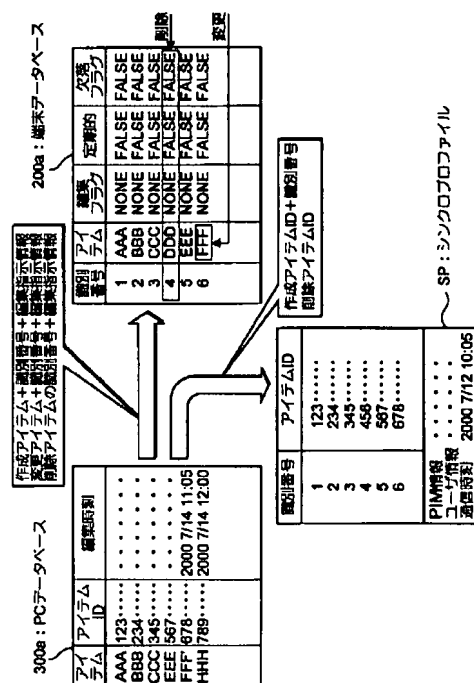 300a：PCデータベース
アイテム アイテムID 編集時刻
AAA 123‥‥‥ ‥‥‥‥
BBB 234‥‥‥ ‥‥‥‥
CCC 345‥‥‥ ‥‥‥‥
EEE 567‥‥‥ ‥‥‥‥
FFF' 678‥‥‥ 2000 7/14 11:05
HHH 789‥‥‥ 2000 7/14 12:00
作成アイテム+識別番号+編集指示情報
変更アイテム+識別番号+編集指示情報
削除アイテムの識別番号+編集指示情報
200a：端末データベース
識別番号 アイテム 編集フラグ 定期的 欠落フラグ
1 AAA NONE FALSE FALSE
2 BBB NONE FALSE FALSE
3 CCC NONE FALSE FALSE
4 DDD NONE FALSE FALSE
5 EEE NONE FALSE FALSE
6 FFF NONE FALSE FALSE
削除
変更
作成アイテムID+識別番号
削除アイテムID
SP：シンクロプロファイル
識別番号 アイテムID
1 123‥‥‥
2 234‥‥‥
3 345‥‥‥
4 456‥‥‥
5 567‥‥‥
6 678‥‥‥
PIM情報 ‥‥‥
ユーザ情報 ‥‥‥
通信時刻 2000 7/12 10:05